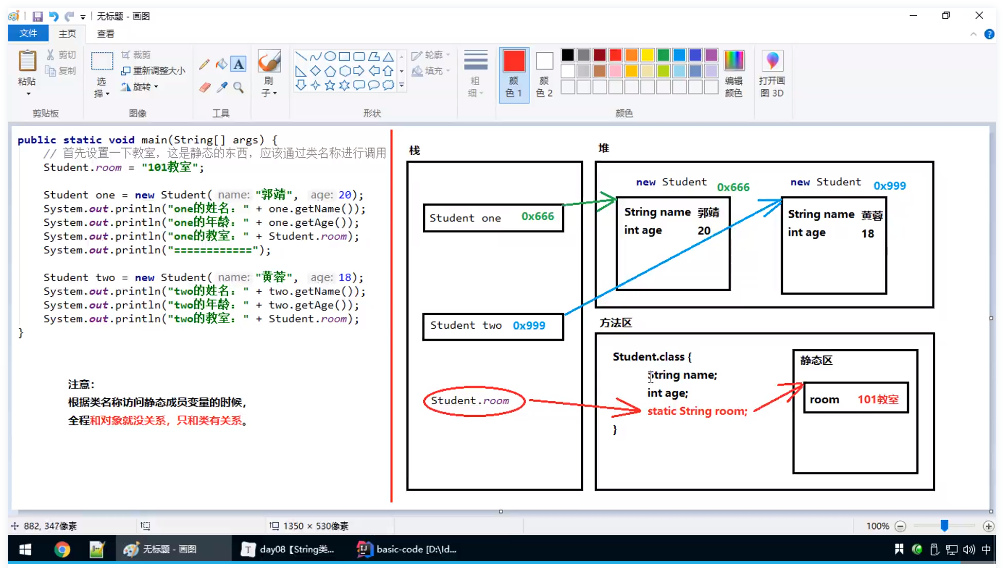 无标题 - 画图
文件
主页
查看
粘贴
剪切
复制
剪贴板
选择
裁剪
重新调整大小
旋转
图像
工具
刷子
形状
轮廓
填充
粗细
颜色 1
颜色 2
颜色
编辑颜色
打开画图 3D
public static void main(String[] args) {
// 首先设置一下教室，这是静态的东西，应该通过类名称进行调用
Student.room = "101教室";
Student one = new Student( name: "郭靖", age: 20);
System.out.println("one的姓名：" + one.getName());
System.out.println("one的年龄：" + one.getAge());
System.out.println("one的教室：" + Student.room);
System.out.println("============");
Student two = new Student( name: "黄蓉", age: 18);
System.out.println("two的姓名：" + two.getName());
System.out.println("two的年龄：" + two.getAge());
System.out.println("two的教室：" + Student.room);
}
注意：
根据类名称访问静态成员变量的时候，
全程和对象就没关系，只和类有关系。
栈
Student one 0x666
Student two 0x999
Student.room
堆
new Student 0x666
String name 郭靖
int age 20
new Student 0x999
String name 黄蓉
int age 18
方法区
Student.class {
String name;
int age;
static String room;
}
静态区
room 101教室
882, 347像素
1350 × 530像素
100%
无标题 - 画图
day08【String类...
basic-code [D:\Id...
中